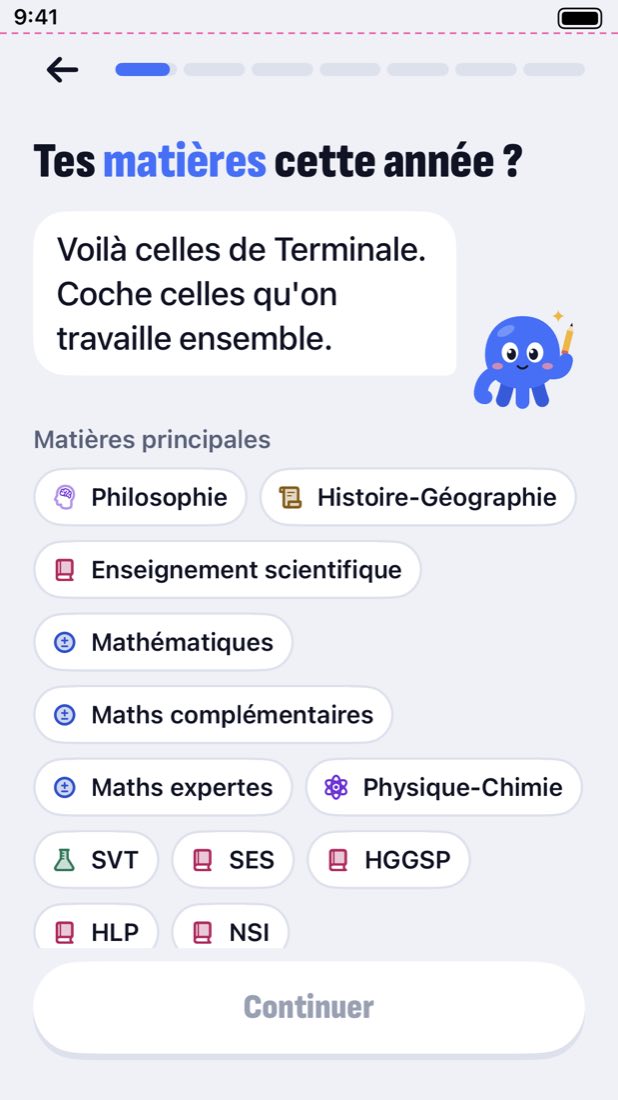 9:41
Tes matières cette année ?
Voilà celles de Terminale.
Coche celles qu'on
travaille ensemble.
Matières principales
Philosophie
Histoire-Géographie
Enseignement scientifique
Mathématiques
Maths complémentaires
Maths expertes
Physique-Chimie
SVT
SES
HGGSP
HLP
NSI
Continuer